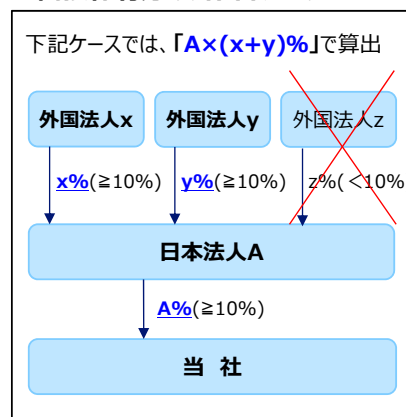 下記ケースでは、「A×(x+y)%」で算出
外国法人x 外国法人y 外国法人z
x%(≧10%) y%(≧10%) z%(<10%
日本法人A
A%(≧10%)
当 社